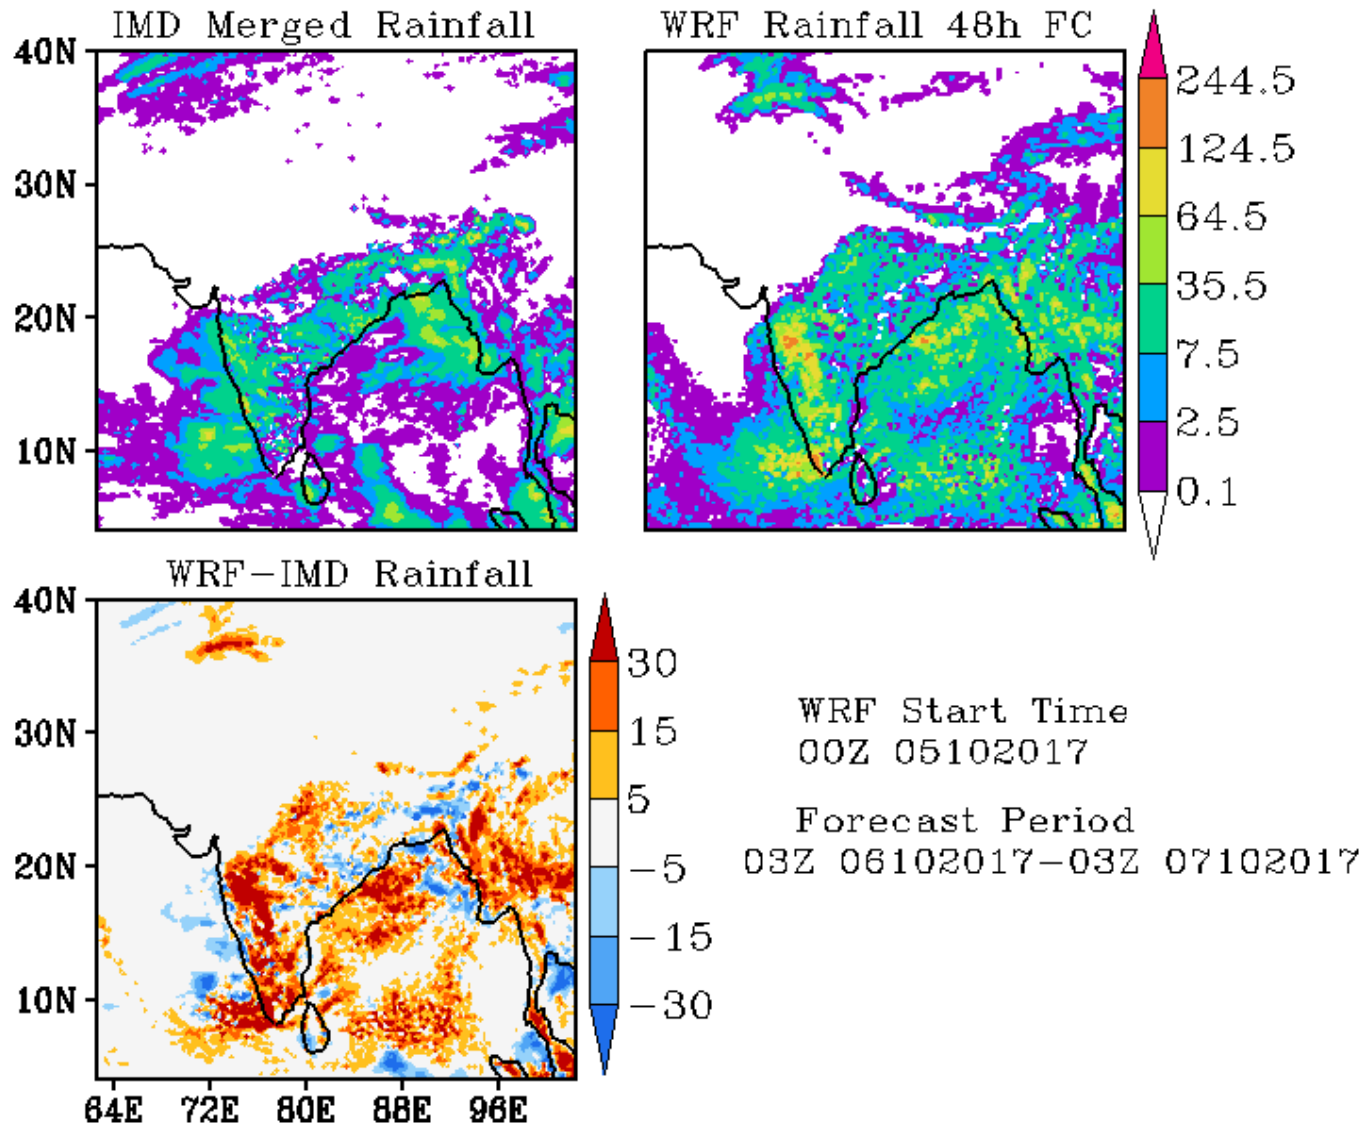 IMD Merged Rainfall
WRF Rainfall 48h FC
40N
30N
20N
10N
244.5
124.5
64.5
35.5
7.5
2.5
0.1
WRF-IMD Rainfall
40N
30N
20N
10N
64E 72E 80E 88E 96E
30
15
5
-5
-15
-30
WRF Start Time
00Z 05102017
Forecast Period
03Z 06102017-03Z 07102017